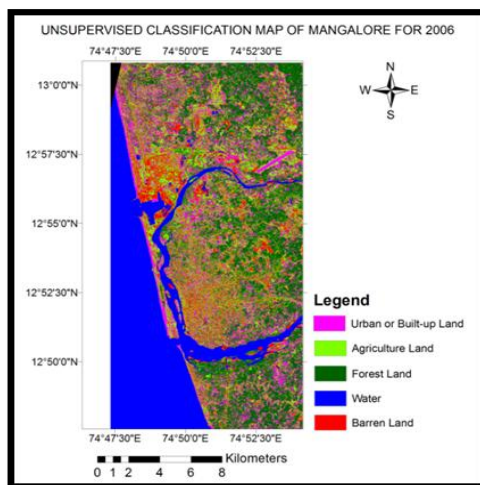 UNSUPERVISED CLASSIFICATION MAP OF MANGALORE FOR 2006
74°47'30"E 74°50'0"E 74°52'30"E
N
W E
S
13°0'0"N
12°57'30"N
12°55'0"N
12°52'30"N
12°50'0"N
Legend
Urban or Built-up Land
Agriculture Land
Forest Land
Water
Barren Land
74°47'30"E 74°50'0"E 74°52'30"E
Kilometers
0 1 2 4 6 8